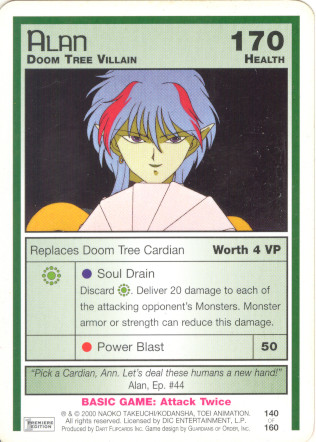 ALAN
170
DOOM TREE VILLAIN
HEALTH
Replaces Doom Tree Cardian Worth 4 VP
Soul Drain
Discard . Deliver 20 damage to each of
the attacking opponent's Monsters. Monster
armor or strength can reduce this damage.
Power Blast 50
"Pick a Cardian, Ann. Let's deal these humans a new hand!"
Alan, Ep. #44
BASIC GAME: Attack Twice
PREMIERE
EDITION
® & © 2000 NAOKO TAKEUCHI/KODANSHA, TOEI ANIMATION.
All rights reserved. Licensed by DIC ENTERTAINMENT, L.P.
Produced by DART FLIPCARDS INC. Game design by GUARDIANS OF ORDER, INC.
140
OF
160